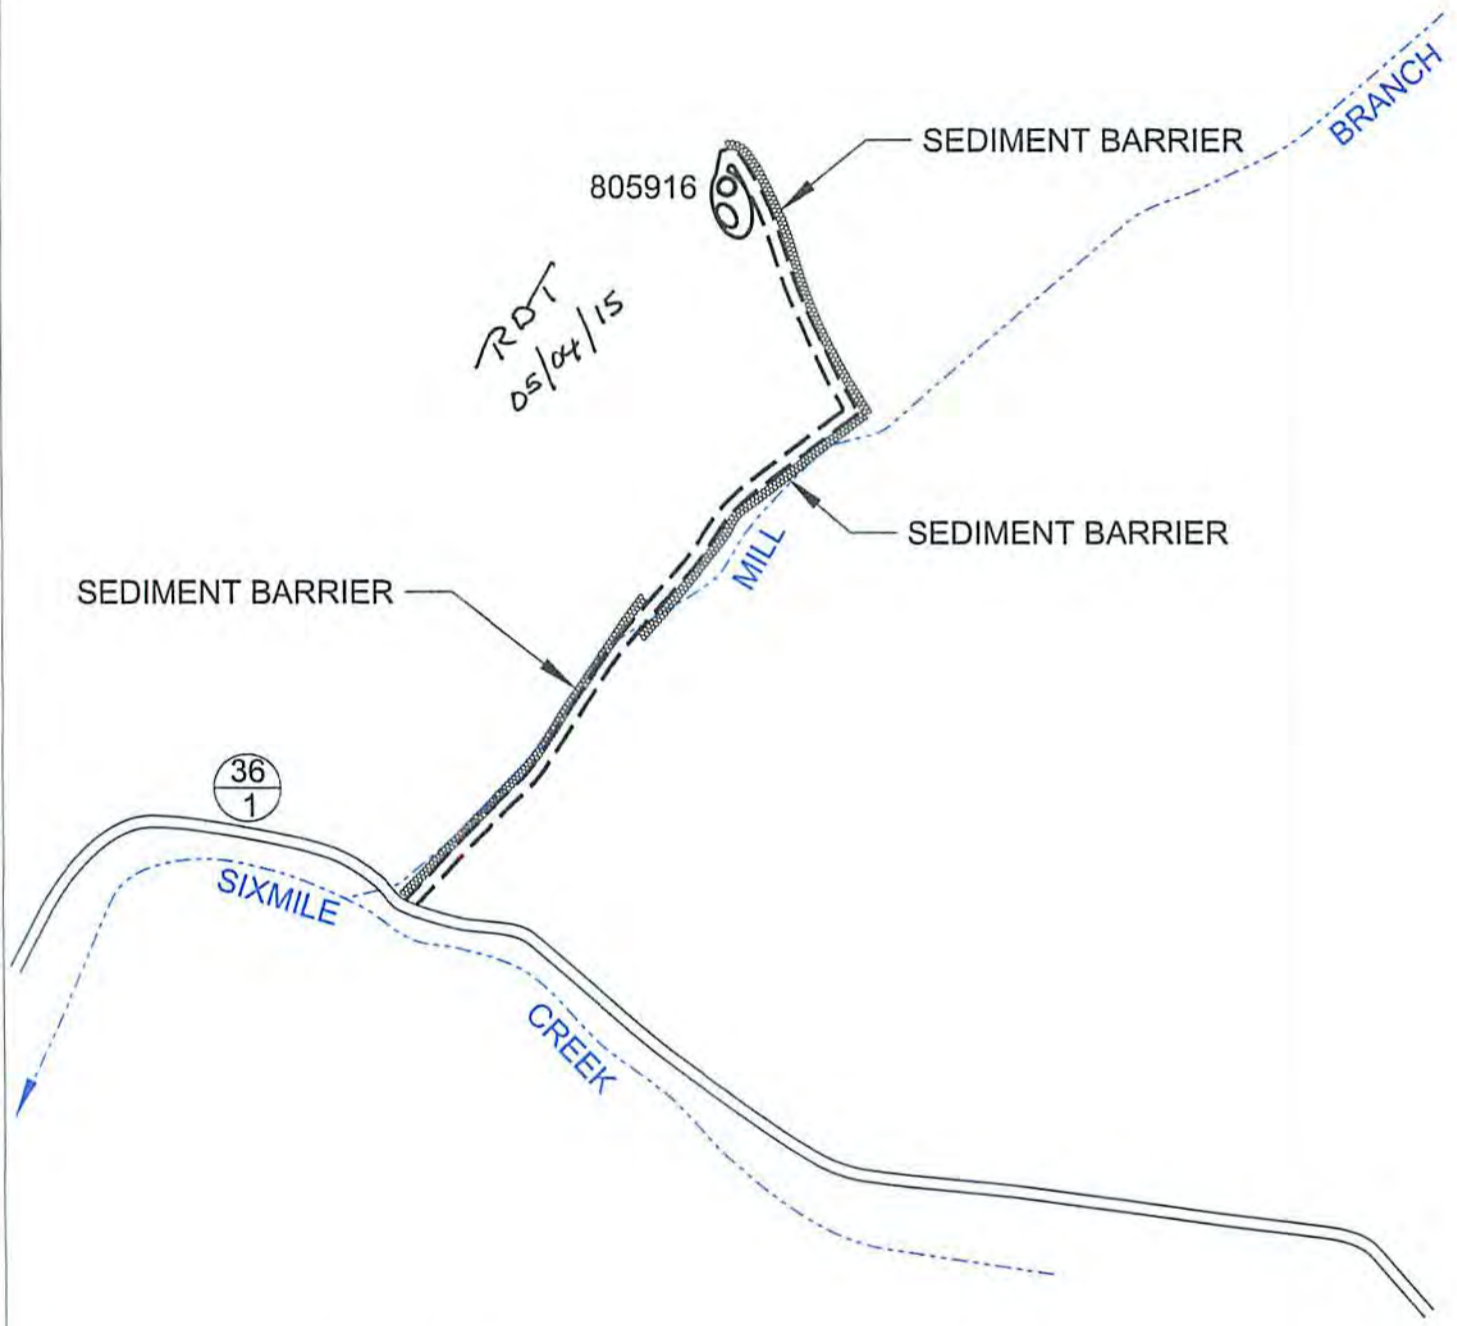 BRANCH
SEDIMENT BARRIER
805916
RDT
05/04/15
SEDIMENT BARRIER
MILL
SEDIMENT BARRIER
36
1
SIXMILE
CREEK